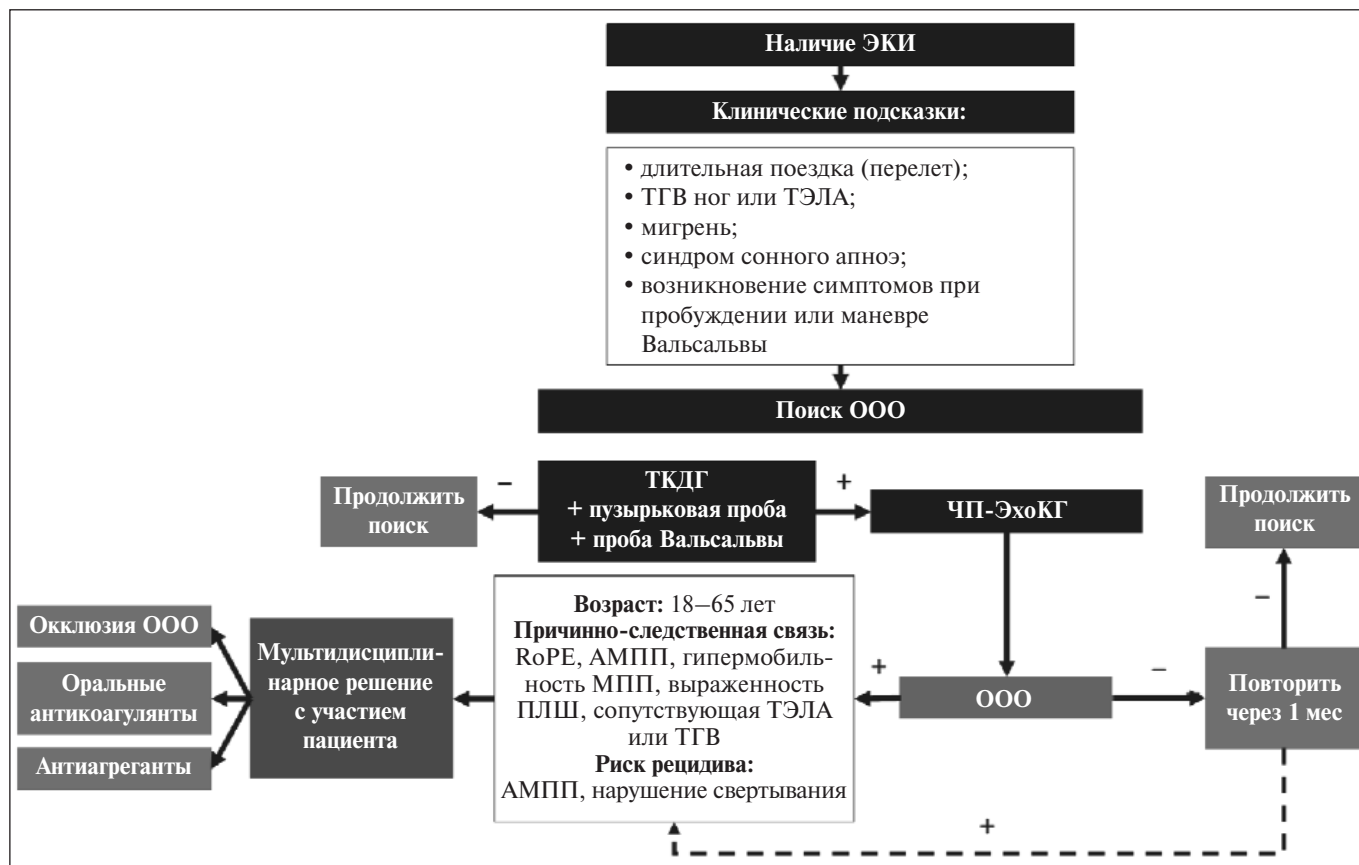 Наличие ЭКИ
Клинические подсказки:
• длительная поездка (перелет);
• ТГВ ног или ТЭЛА;
• мигрень;
• синдром сонного апноэ;
• возникновение симптомов при
пробуждении или маневре
Вальсальвы
Поиск ООО
Продолжить
поиск
–
ТКДГ
+ пузырьковая проба
+ проба Вальсальвы
+
ЧП-ЭхоКГ
Продолжить
поиск
–
Окклюзия ООО
Оральные
антикоагулянты
Антиагреганты
Мультидисципли-
нарное решение
с участием
пациента
Возраст: 18–65 лет
Причинно-следственная связь:
RoPE, АМПП, гипермобиль-
ность МПП, выраженность
ПЛШ, сопутствующая ТЭЛА
или ТГВ
Риск рецидива:
АМПП, нарушение свертывания
+
ООО
–
Повторить
через 1 мес
+